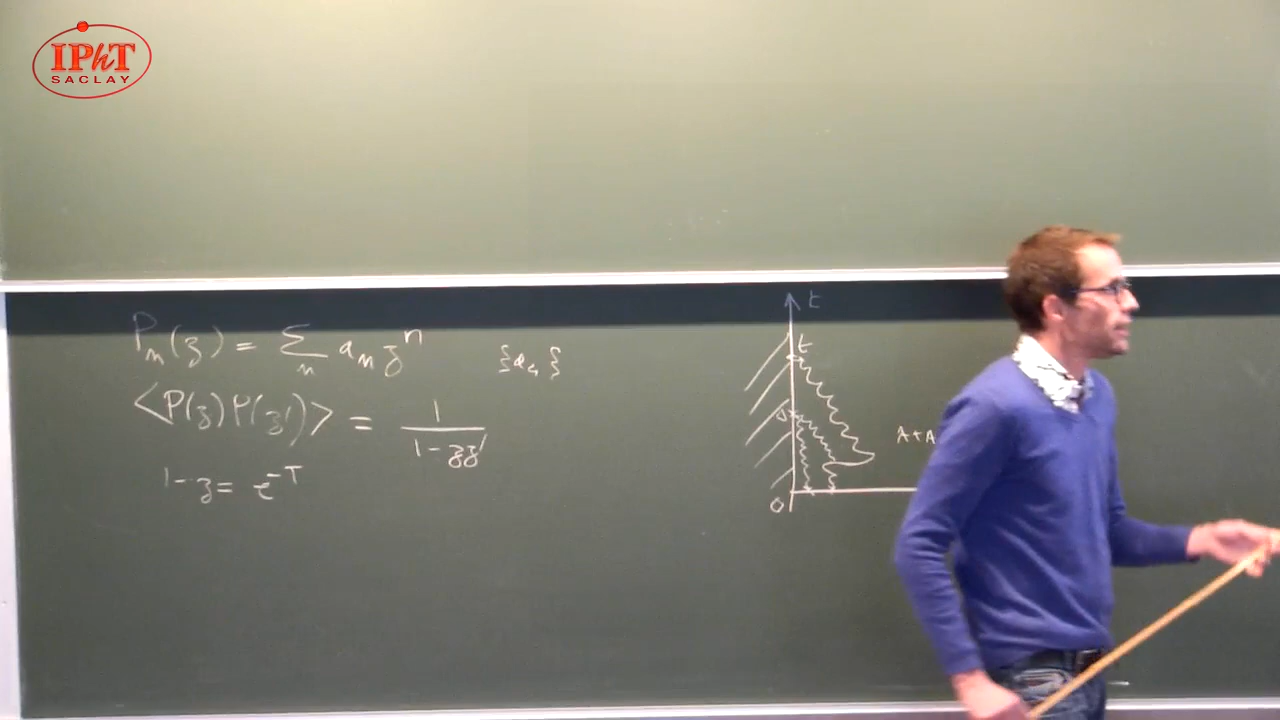 IPhT
SACLAY
P_n(z) = Σ_n a_n z^n {a_n}
<P(z)P(z')> = 1/(1-zz')
1-z = e^{-T}
t
t
s
A+A
0